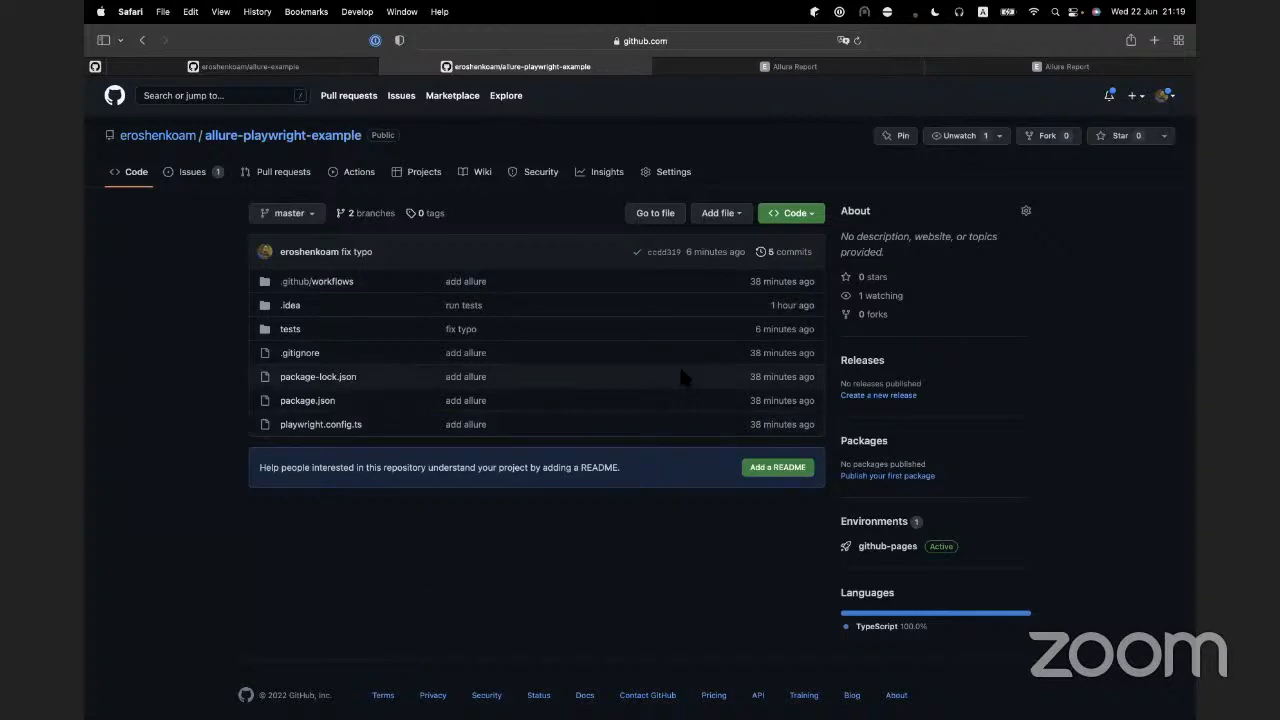 Safari File Edit View History Bookmarks Develop Window Help
A
Wed 22 Jun 21:19
github.com
eroshenkoam/allure-example
eroshenkoam/allure-playwright-example
E Allure Report
E Allure Report
Search or jump to... /
Pull requests Issues Marketplace Explore
eroshenkoam / allure-playwright-example Public
Pin
Unwatch 1
Fork 0
Star 0
Code
Issues 1
Pull requests
Actions
Projects
Wiki
Security
Insights
Settings
master
2 branches
0 tags
Go to file
Add file
Code
eroshenkoam fix typo
6 minutes ago
5 commits
.github/workflows add allure 38 minutes ago
.idea run tests 1 hour ago
tests fix typo 6 minutes ago
.gitignore add allure 38 minutes ago
package-lock.json add allure 38 minutes ago
package.json add allure 38 minutes ago
playwright.config.ts add allure 38 minutes ago
Help people interested in this repository understand your project by adding a README.
Add a README
About
No description, website, or topics
provided.
0 stars
1 watching
0 forks
Releases
No releases published
Create a new release
Packages
No packages published
Publish your first package
Environments 1
github-pages Active
Languages
TypeScript 100.0%
zoom
© 2022 GitHub, Inc.
Terms
Privacy
Security
Status
Docs
Contact GitHub
Pricing
API
Training
Blog
About